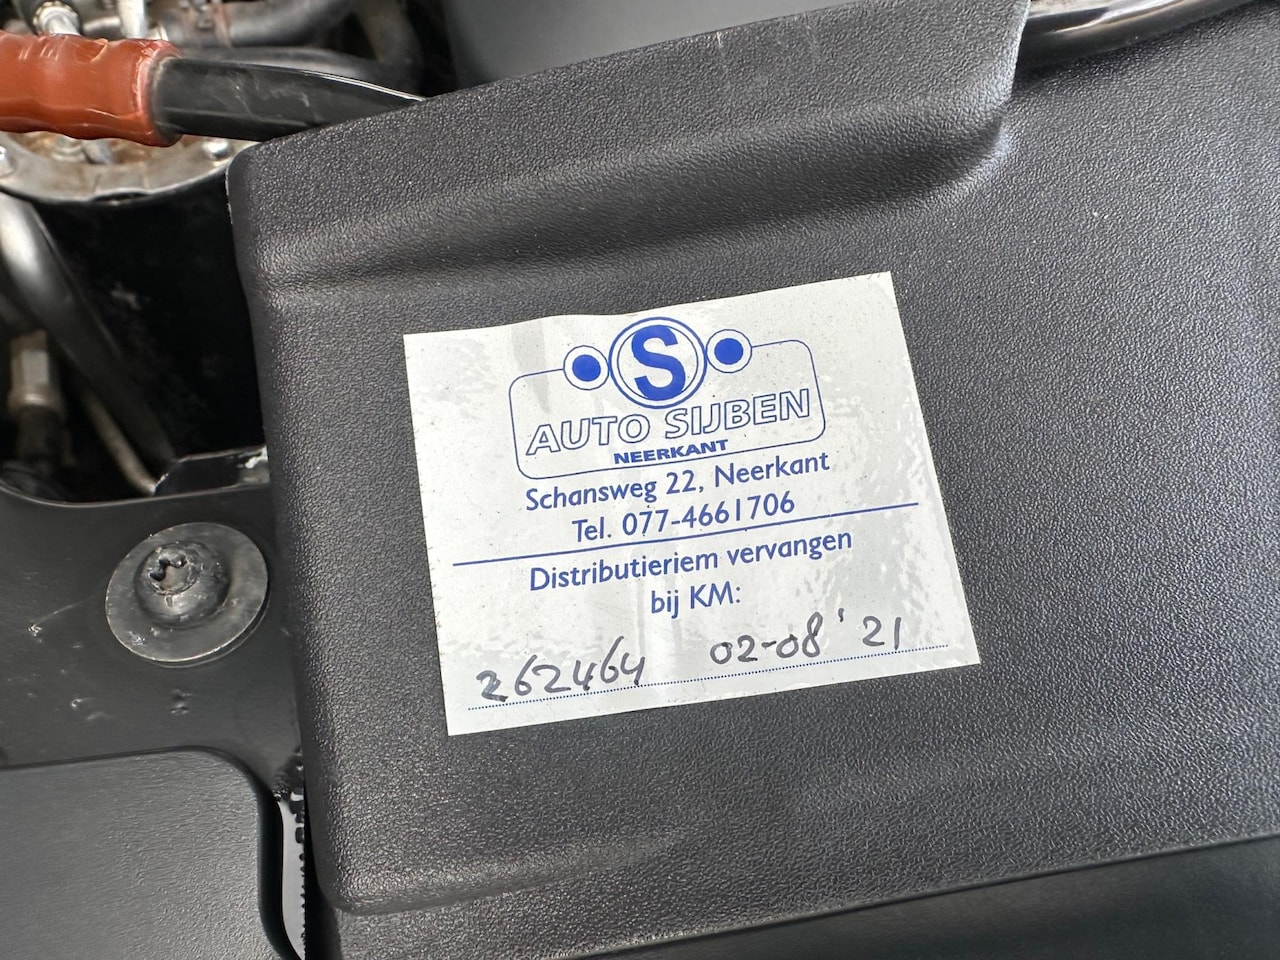 S
AUTO SIJBEN
NEERKANT
Schansweg 22, Neerkant
Tel. 077-4661706
Distributieriem vervangen
bij KM:
262464 02-08 '21